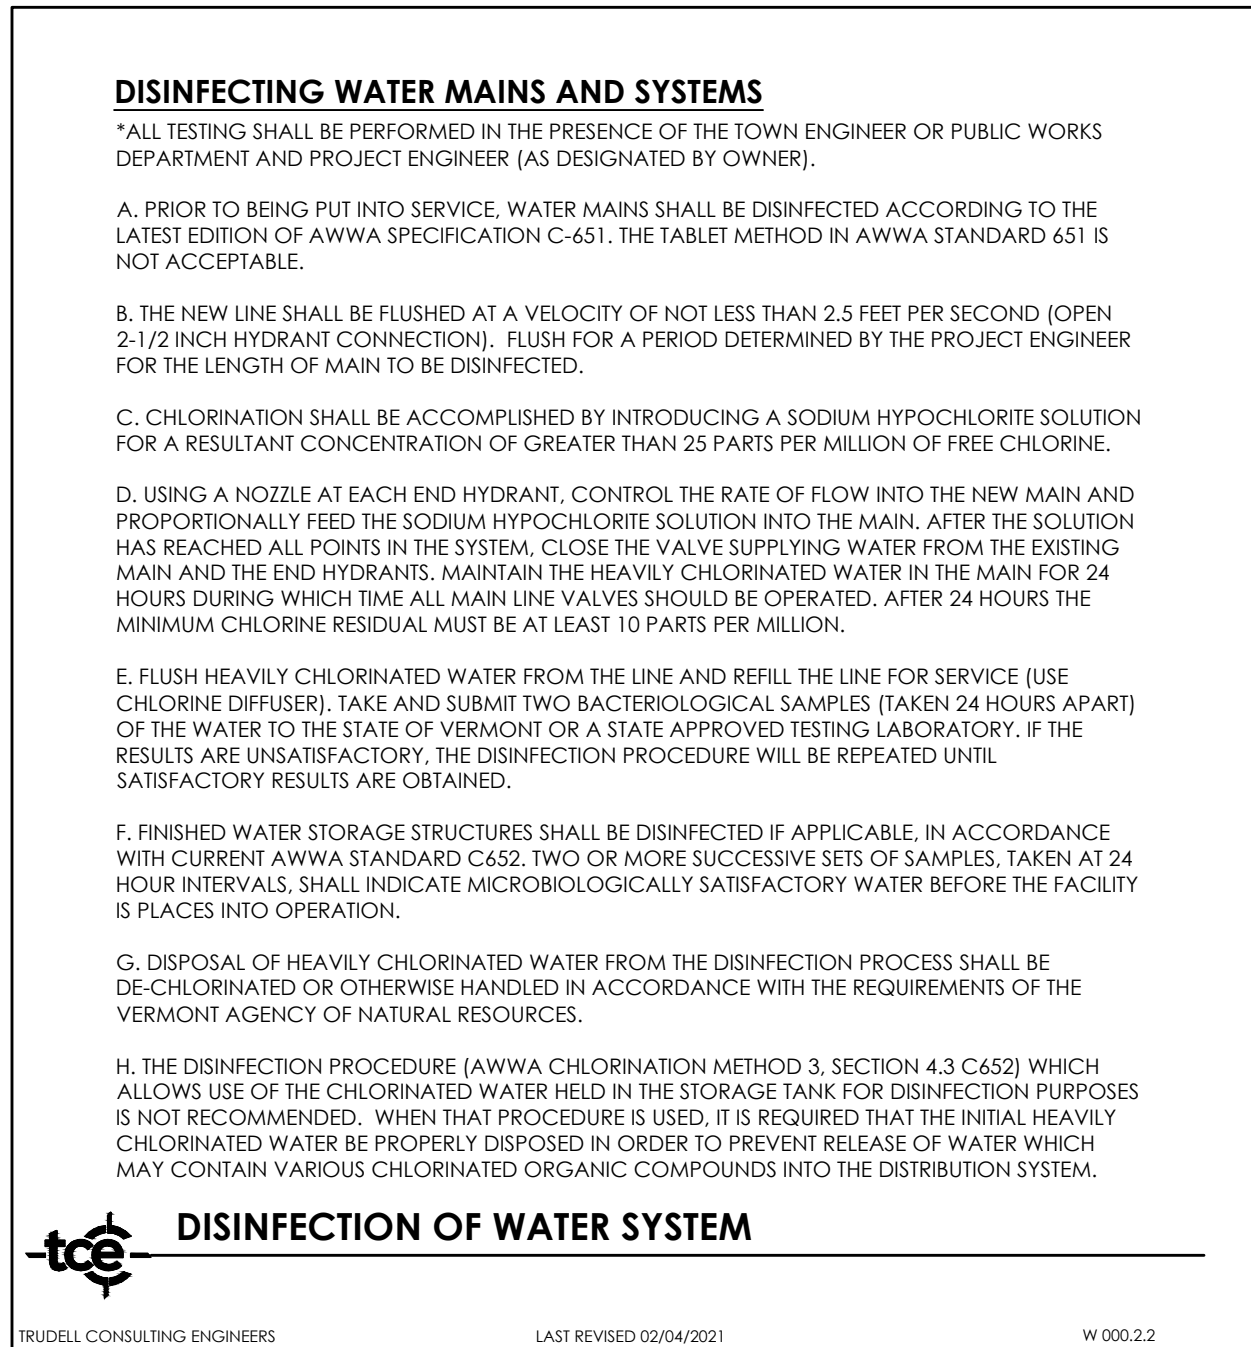 DISINFECTING WATER MAINS AND SYSTEMS
*ALL TESTING SHALL BE PERFORMED IN THE PRESENCE OF THE TOWN ENGINEER OR PUBLIC WORKS
DEPARTMENT AND PROJECT ENGINEER (AS DESIGNATED BY OWNER).
A. PRIOR TO BEING PUT INTO SERVICE, WATER MAINS SHALL BE DISINFECTED ACCORDING TO THE
LATEST EDITION OF AWWA SPECIFICATION C-651. THE TABLET METHOD IN AWWA STANDARD 651 IS
NOT ACCEPTABLE.
B. THE NEW LINE SHALL BE FLUSHED AT A VELOCITY OF NOT LESS THAN 2.5 FEET PER SECOND (OPEN
2-1/2 INCH HYDRANT CONNECTION). FLUSH FOR A PERIOD DETERMINED BY THE PROJECT ENGINEER
FOR THE LENGTH OF MAIN TO BE DISINFECTED.
C. CHLORINATION SHALL BE ACCOMPLISHED BY INTRODUCING A SODIUM HYPOCHLORITE SOLUTION
FOR A RESULTANT CONCENTRATION OF GREATER THAN 25 PARTS PER MILLION OF FREE CHLORINE.
D. USING A NOZZLE AT EACH END HYDRANT, CONTROL THE RATE OF FLOW INTO THE NEW MAIN AND
PROPORTIONALLY FEED THE SODIUM HYPOCHLORITE SOLUTION INTO THE MAIN. AFTER THE SOLUTION
HAS REACHED ALL POINTS IN THE SYSTEM, CLOSE THE VALVE SUPPLYING WATER FROM THE EXISTING
MAIN AND THE END HYDRANTS. MAINTAIN THE HEAVILY CHLORINATED WATER IN THE MAIN FOR 24
HOURS DURING WHICH TIME ALL MAIN LINE VALVES SHOULD BE OPERATED. AFTER 24 HOURS THE
MINIMUM CHLORINE RESIDUAL MUST BE AT LEAST 10 PARTS PER MILLION.
E. FLUSH HEAVILY CHLORINATED WATER FROM THE LINE AND REFILL THE LINE FOR SERVICE (USE
CHLORINE DIFFUSER). TAKE AND SUBMIT TWO BACTERIOLOGICAL SAMPLES (TAKEN 24 HOURS APART)
OF THE WATER TO THE STATE OF VERMONT OR A STATE APPROVED TESTING LABORATORY. IF THE
RESULTS ARE UNSATISFACTORY, THE DISINFECTION PROCEDURE WILL BE REPEATED UNTIL
SATISFACTORY RESULTS ARE OBTAINED.
F. FINISHED WATER STORAGE STRUCTURES SHALL BE DISINFECTED IF APPLICABLE, IN ACCORDANCE
WITH CURRENT AWWA STANDARD C652. TWO OR MORE SUCCESSIVE SETS OF SAMPLES, TAKEN AT 24
HOUR INTERVALS, SHALL INDICATE MICROBIOLOGICALLY SATISFACTORY WATER BEFORE THE FACILITY
IS PLACES INTO OPERATION.
G. DISPOSAL OF HEAVILY CHLORINATED WATER FROM THE DISINFECTION PROCESS SHALL BE
DE-CHLORINATED OR OTHERWISE HANDLED IN ACCORDANCE WITH THE REQUIREMENTS OF THE
VERMONT AGENCY OF NATURAL RESOURCES.
H. THE DISINFECTION PROCEDURE (AWWA CHLORINATION METHOD 3, SECTION 4.3 C652) WHICH
ALLOWS USE OF THE CHLORINATED WATER HELD IN THE STORAGE TANK FOR DISINFECTION PURPOSES
IS NOT RECOMMENDED. WHEN THAT PROCEDURE IS USED, IT IS REQUIRED THAT THE INITIAL HEAVILY
CHLORINATED WATER BE PROPERLY DISPOSED IN ORDER TO PREVENT RELEASE OF WATER WHICH
MAY CONTAIN VARIOUS CHLORINATED ORGANIC COMPOUNDS INTO THE DISTRIBUTION SYSTEM.
DISINFECTION OF WATER SYSTEM
tce
TRUDELL CONSULTING ENGINEERS
LAST REVISED 02/04/2021
W 000.2.2